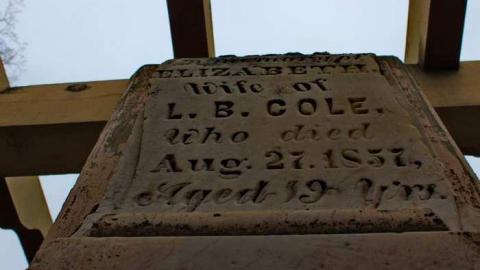 ELIZABETH
Wife of
L. B. COLE,
Who died
Aug. 27. 1857,
Aged 19 Yrs.